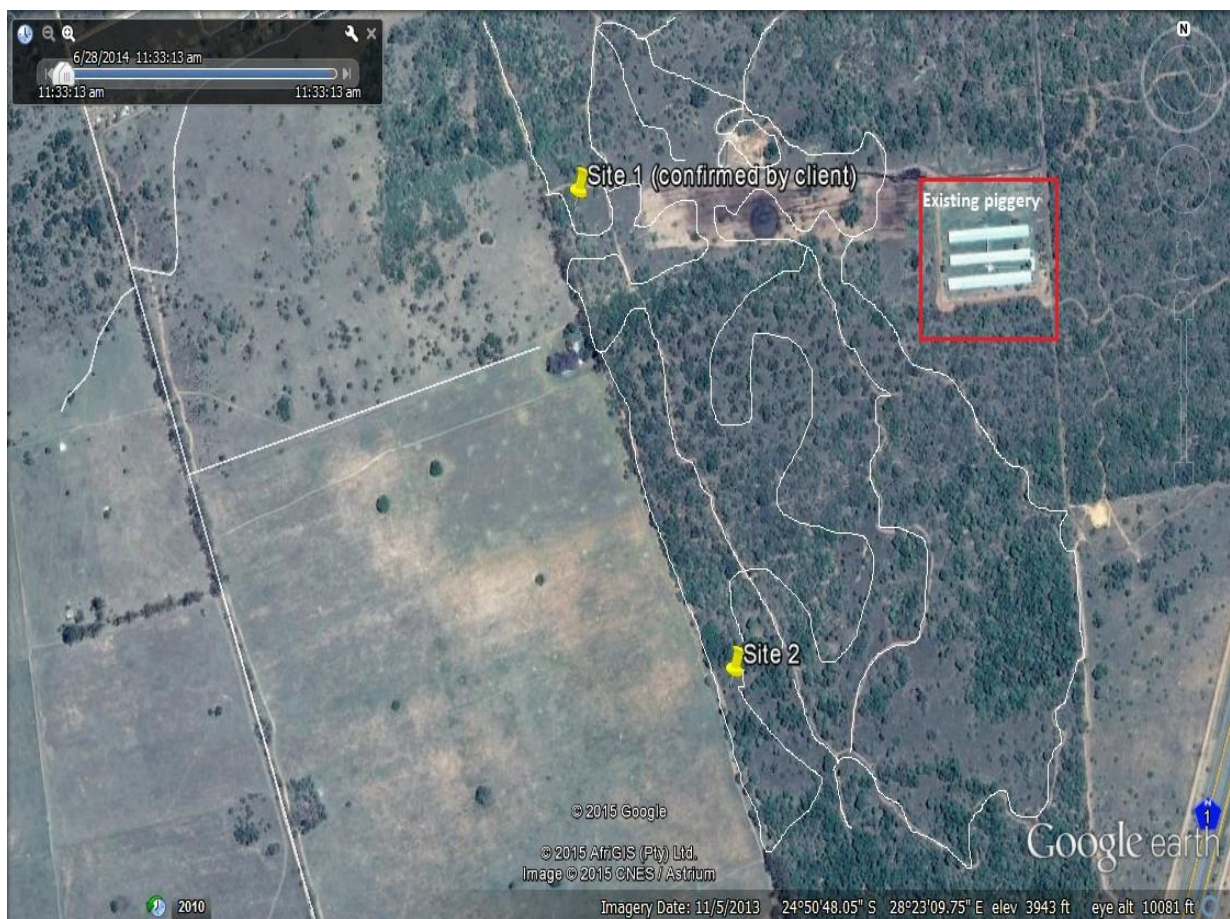 6/28/2014 11:33:13 am
11:33:13 am 11:33:13 am
N
Site 1 (confirmed by client)
Existing piggery
Site 2
N
1
© 2015 Google
Google earth
© 2015 AfriGIS (Pty) Ltd.
Image © 2015 CNES / Astrium
2010
Imagery Date: 11/5/2013 24°50'48.05" S 28°23'09.75" E elev 3943 ft eye alt 10081 ft